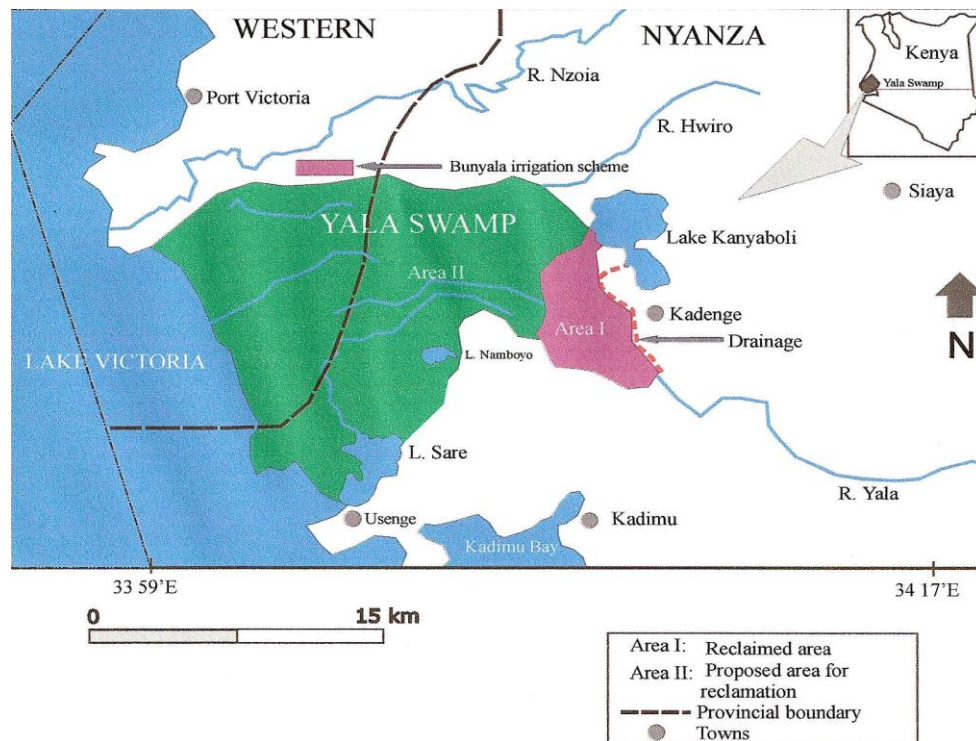 WESTERN
NYANZA
Kenya
Yala Swamp
R. Nzoia
Port Victoria
R. Hwiro
Bunyala irrigation scheme
Siaya
YALA SWAMP
Lake Kanyaboli
Area II
Kadenge
Area I
Drainage
N
LAKE VICTORIA
L. Namboyo
L. Sare
R. Yala
Usenge
Kadimu
Kadimu Bay
33 59'E
34 17'E
0
15 km
Area I: Reclaimed area
Area II: Proposed area for
reclamation
Provincial boundary
Towns